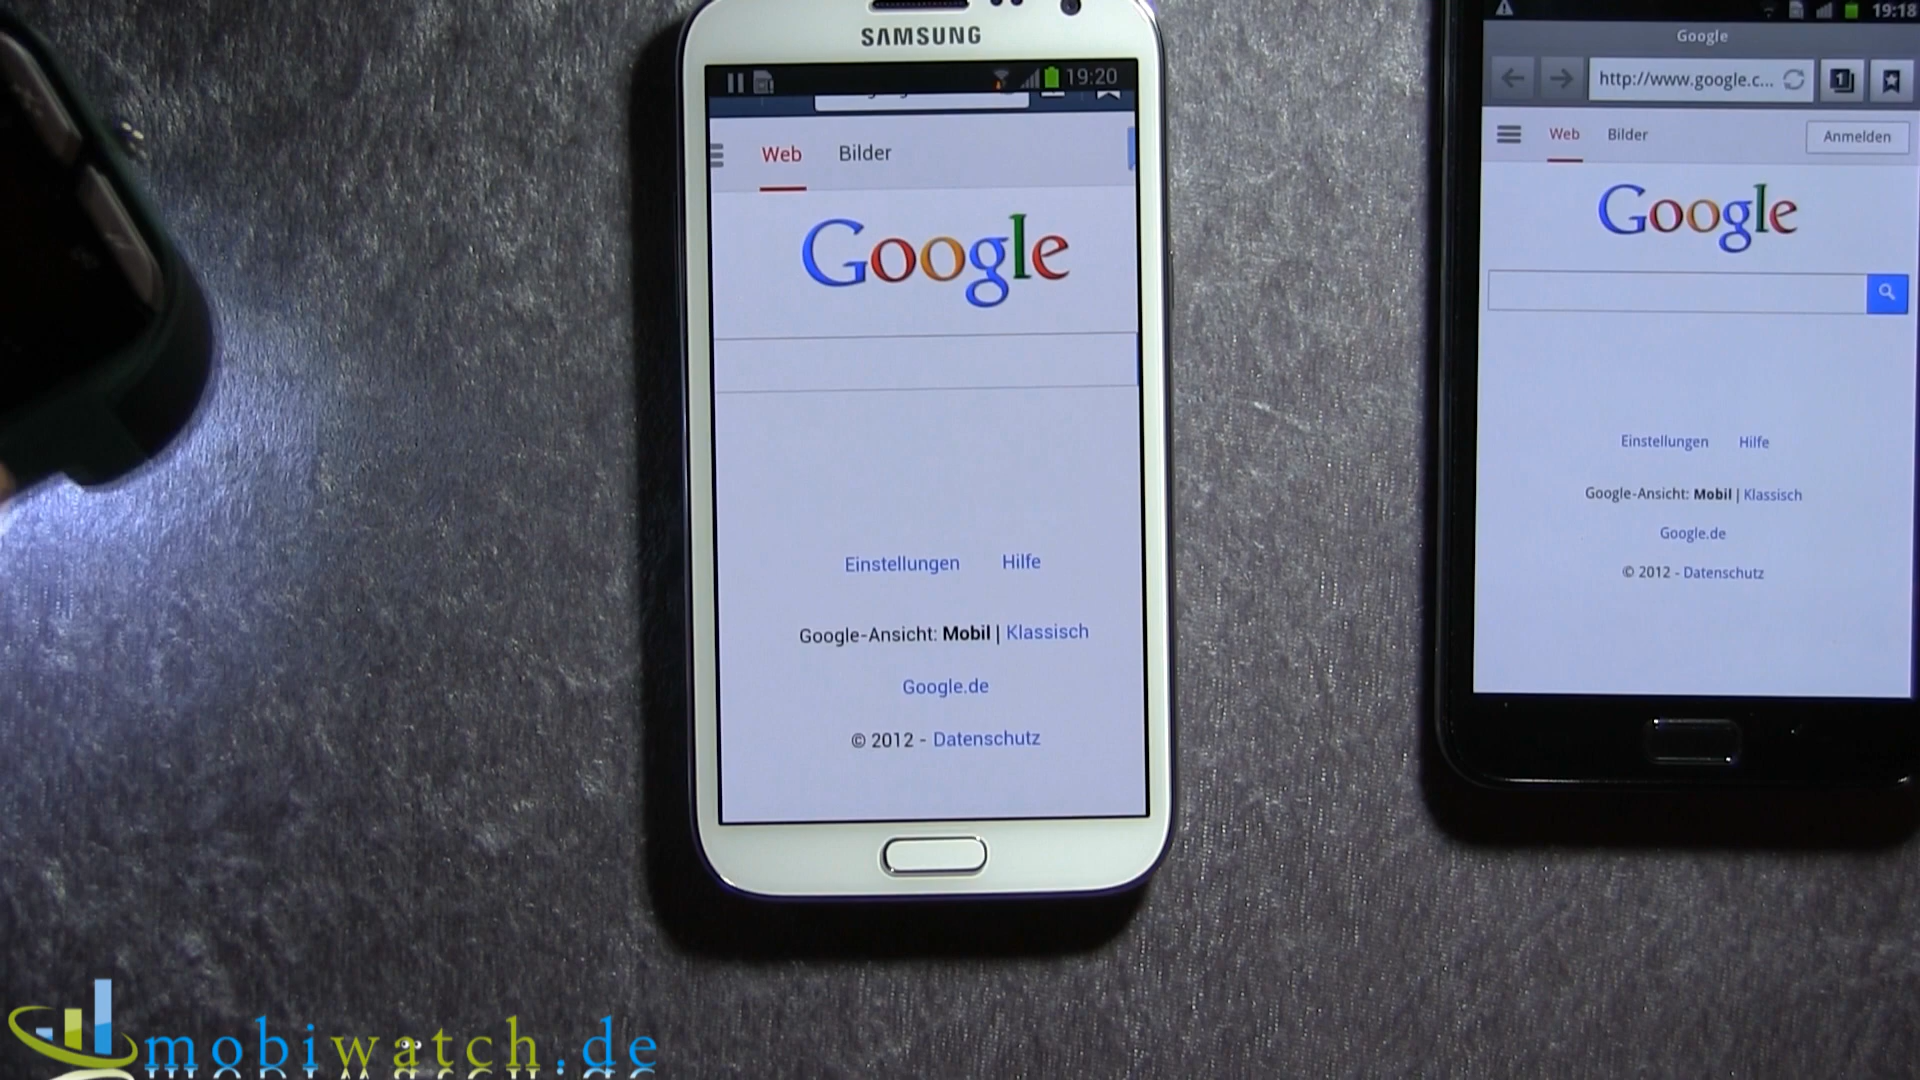 SAMSUNG
19:20
Web Bilder
Google
Einstellungen Hilfe
Google-Ansicht: Mobil | Klassisch
Google.de
© 2012 - Datenschutz
19:18
Google
http://www.google.c...
1
Web Bilder Anmelden
Google
Einstellungen Hilfe
Google-Ansicht: Mobil | Klassisch
Google.de
© 2012 - Datenschutz
mobiwatch.de